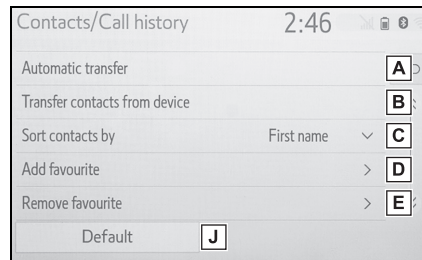 Contacts/Call history 2:46
Automatic transfer A
Transfer contacts from device B
Sort contacts by First name C
Add favourite D
Remove favourite E
Default J